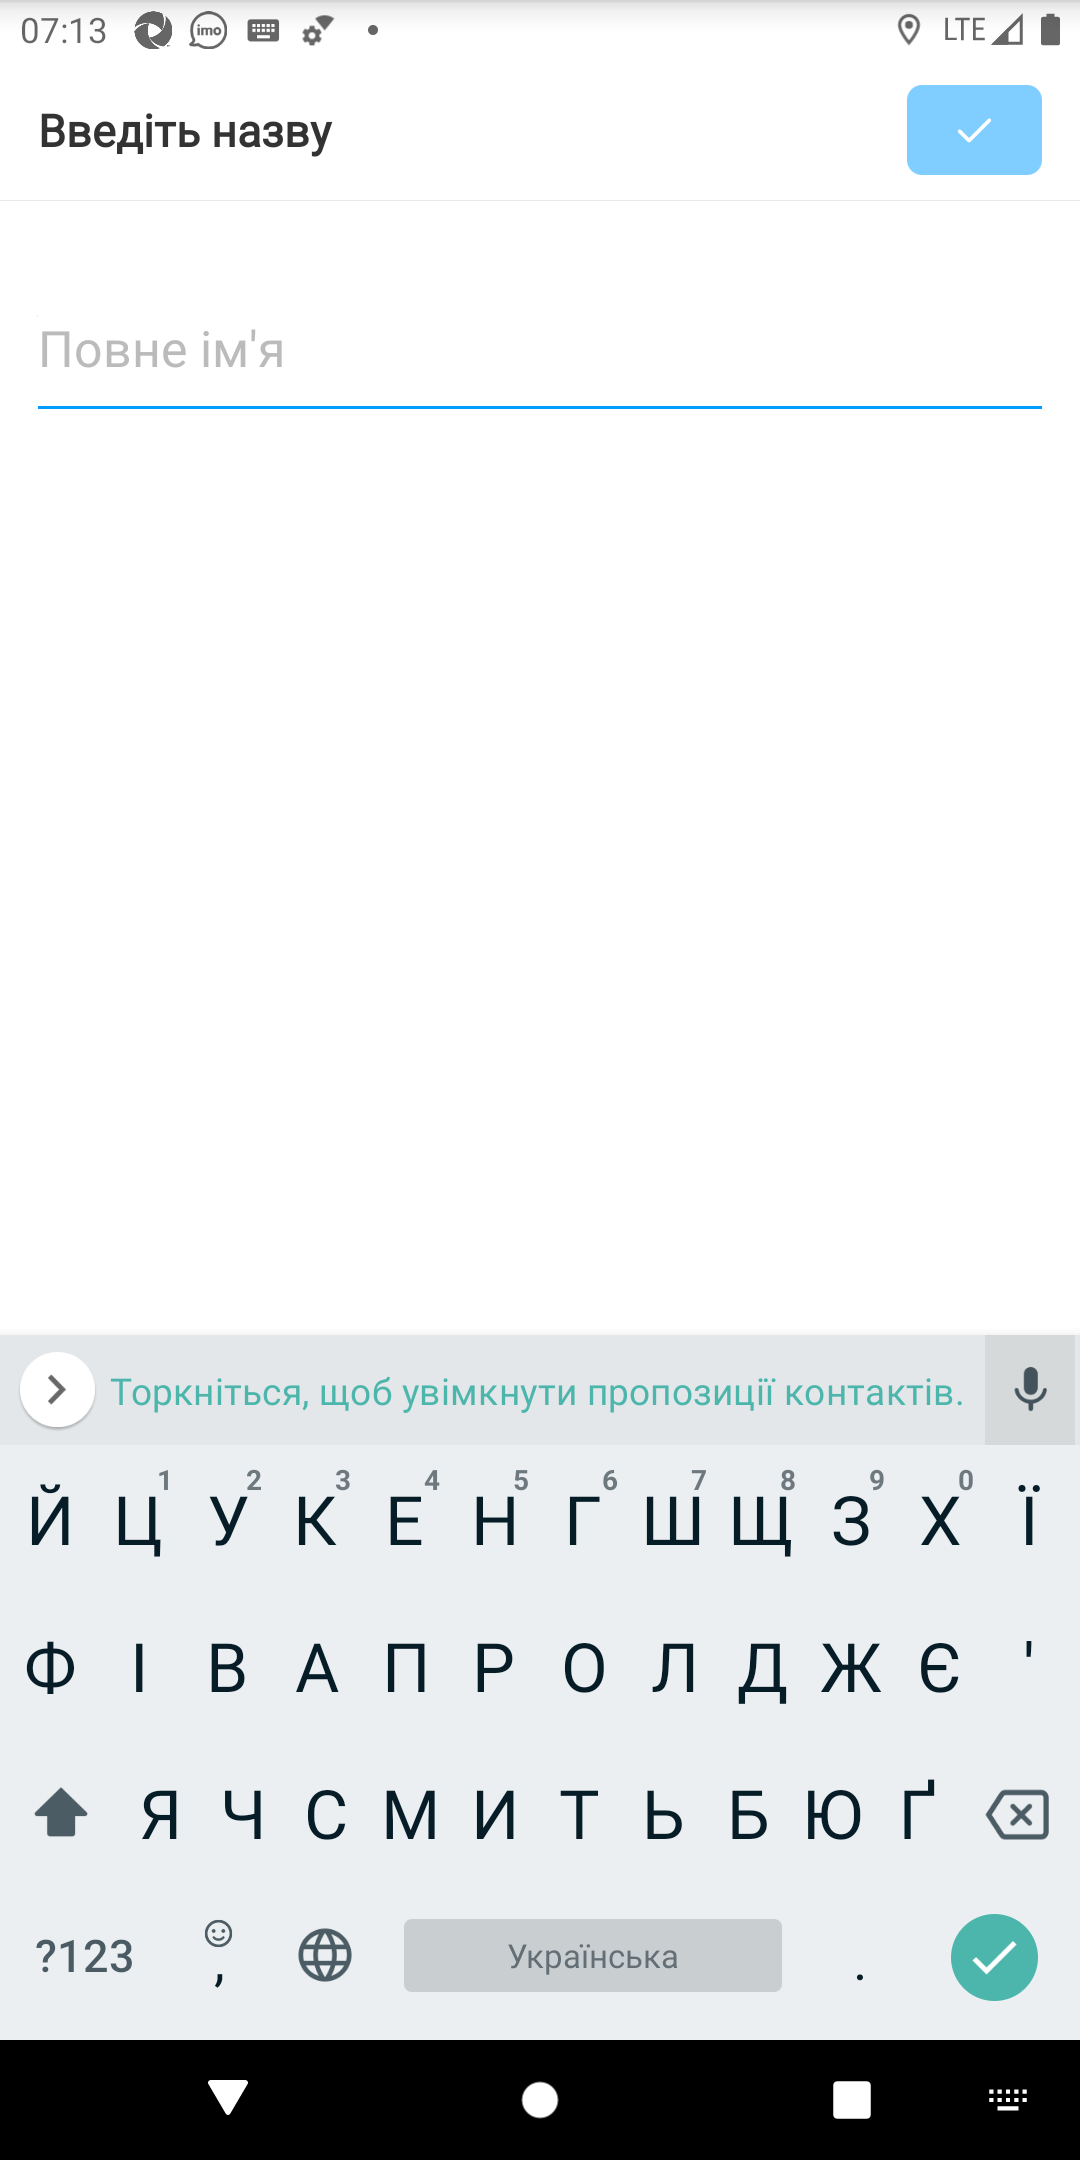 07:13 imo LTE
Введіть назву
Повне ім'я
Торкніться, щоб увімкнути пропозиції контактів.
Й Ц 1 У 2 К 3 Е 4 Н 5 Г 6 Ш 7 Щ 8 З 9 Х 0 Ї
Ф І В А П Р О Л Д Ж Є '
Я Ч С М И Т Ь Б Ю Ґ
?123 , Українська .